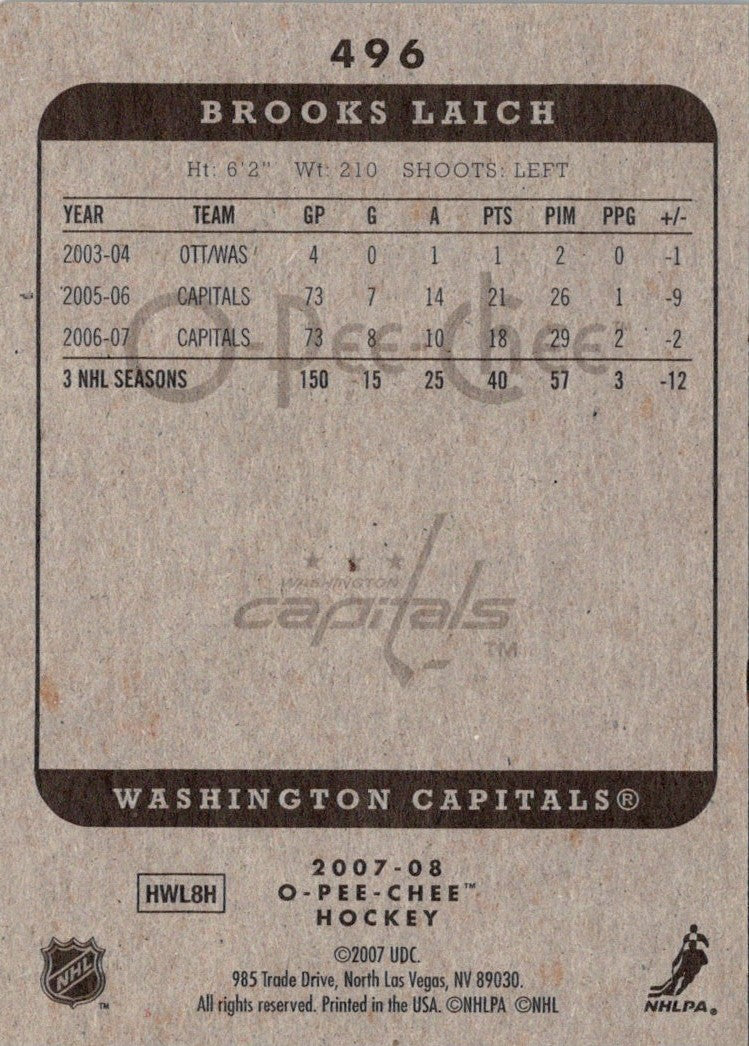 496
BROOKS LAICH
Ht: 6'2" Wt: 210 SHOOTS: LEFT
YEAR TEAM GP G A PTS PIM PPG +/-
2003-04 OTT/WAS 4 0 1 1 2 0 -1
2005-06 CAPITALS 73 7 14 21 26 1 -9
2006-07 CAPITALS 73 8 10 18 29 2 -2
3 NHL SEASONS 150 15 25 40 57 3 -12
O-Pee-Chee
WASHINGTON
capitals
TM
WASHINGTON CAPITALS®
2007-08
HWL8H O-PEE-CHEE™
HOCKEY
©2007 UDC.
985 Trade Drive, North Las Vegas, NV 89030.
All rights reserved. Printed in the USA. ©NHLPA ©NHL
NHL TM
NHLPA®